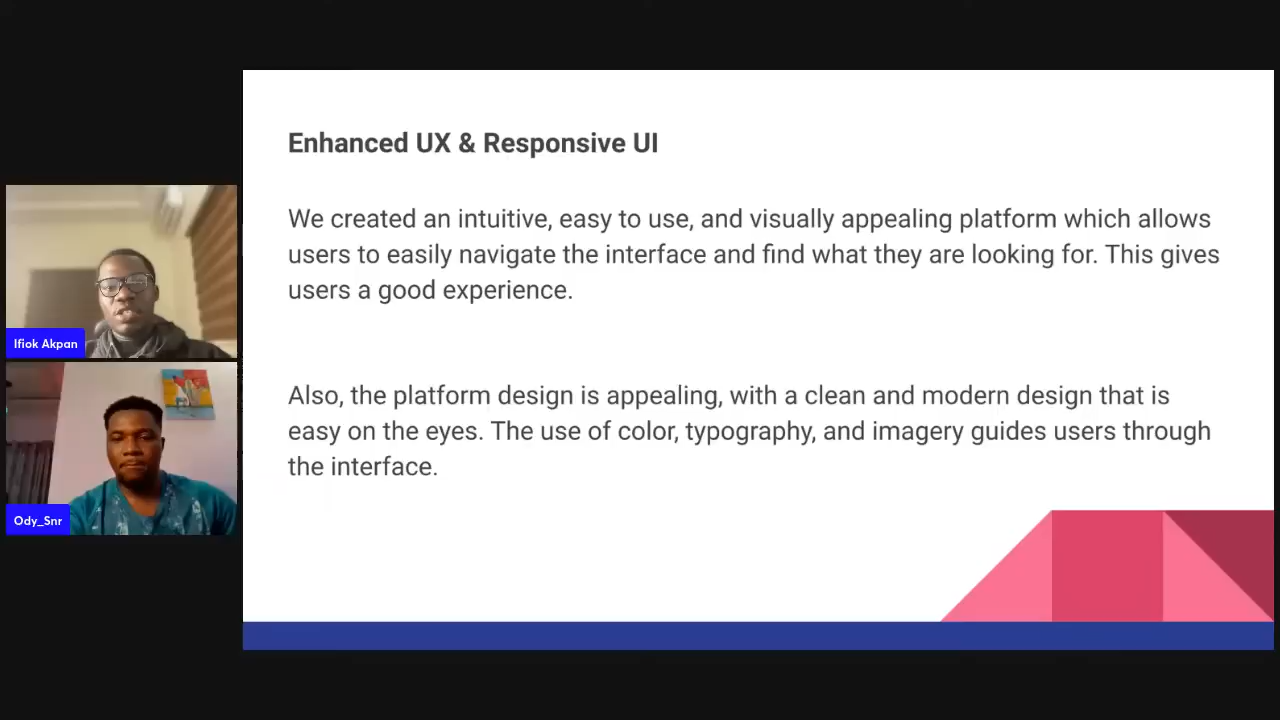 Enhanced UX & Responsive UI
We created an intuitive, easy to use, and visually appealing platform which allows
users to easily navigate the interface and find what they are looking for. This gives
users a good experience.
Also, the platform design is appealing, with a clean and modern design that is
easy on the eyes. The use of color, typography, and imagery guides users through
the interface.
Ifiok Akpan
Ody_Snr